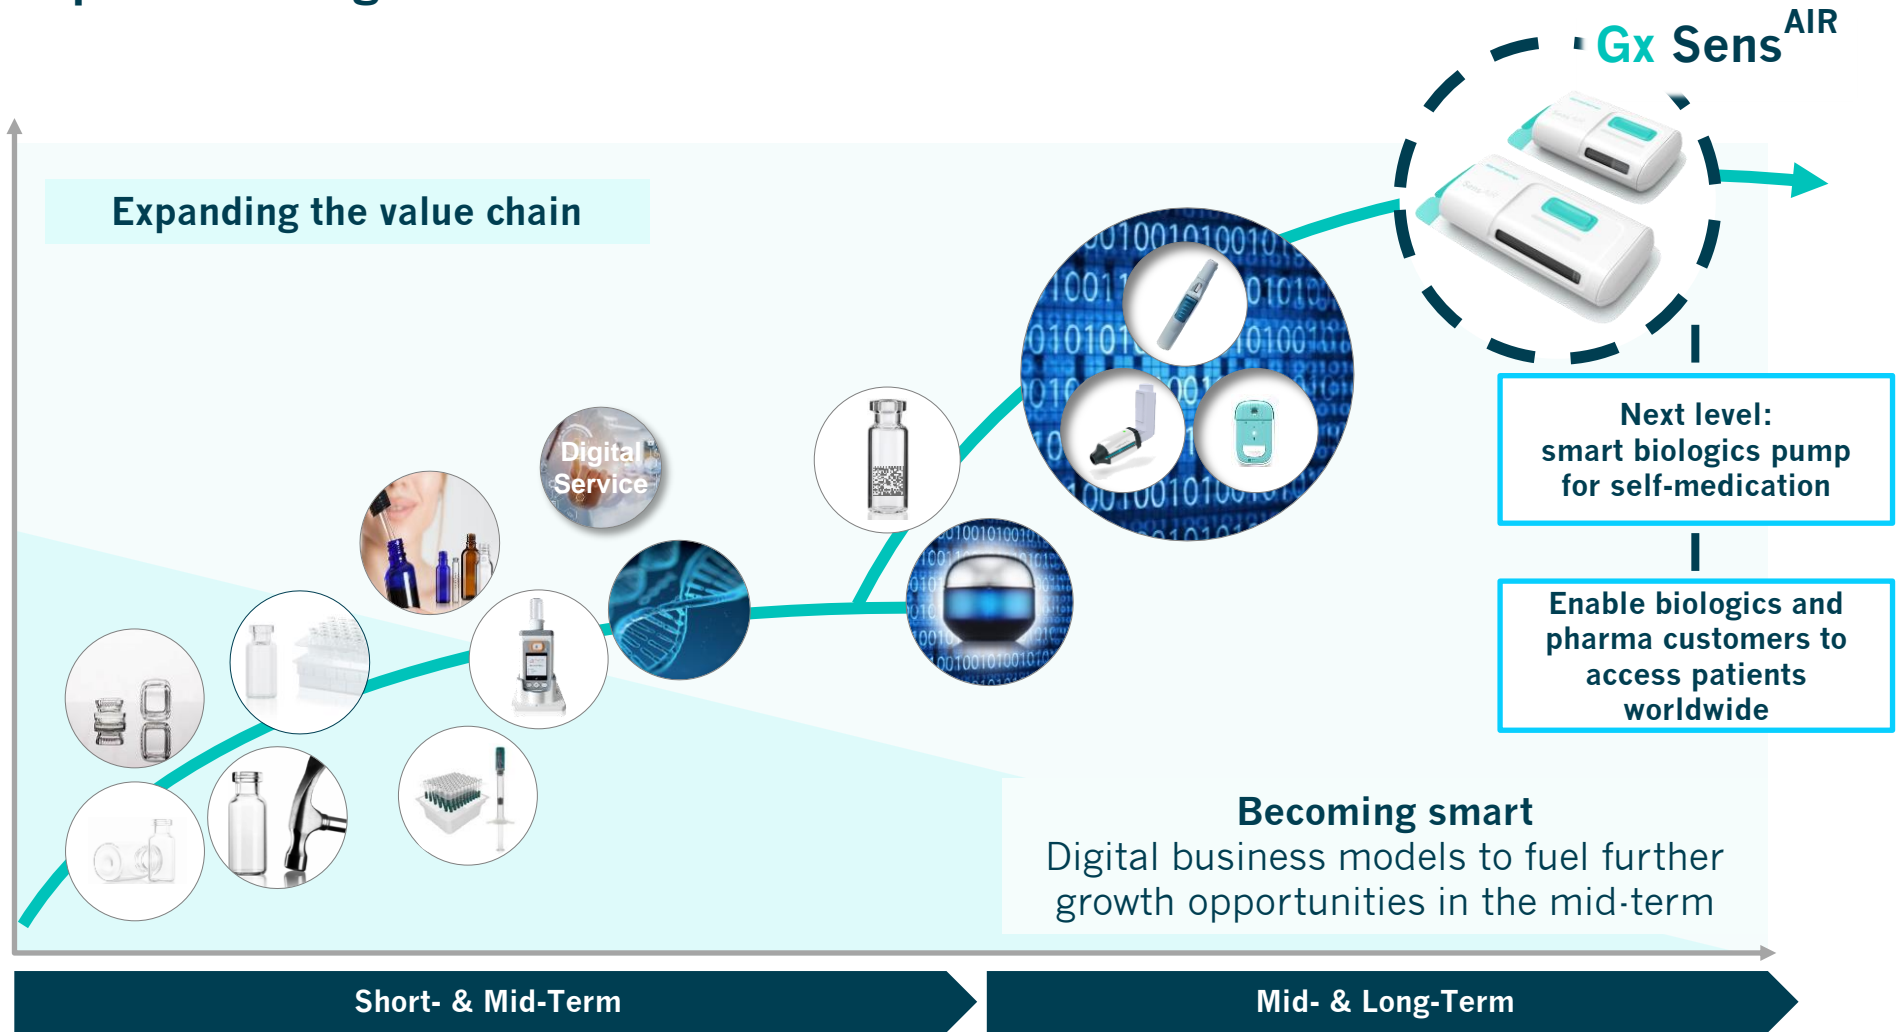 Gx Sens AIR
Expanding the value chain
Digital
Service
Next level:
smart biologics pump
for self-medication
Enable biologics and
pharma customers to
access patients
worldwide
Becoming smart
Digital business models to fuel further
growth opportunities in the mid-term
Short- & Mid-Term
Mid- & Long-Term